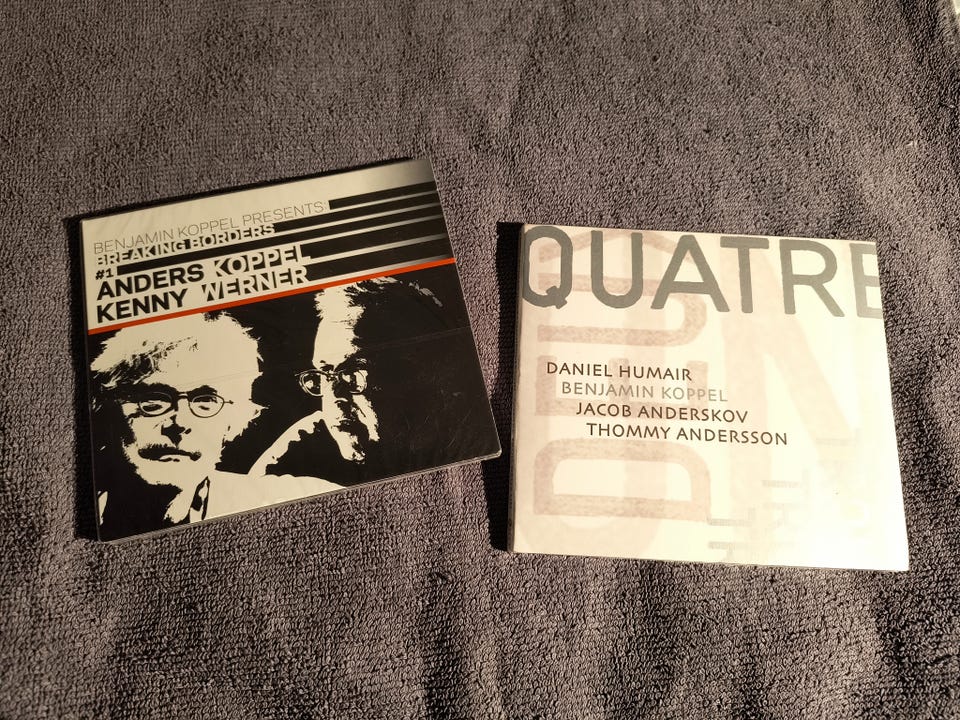 BENJAMIN KOPPEL PRESENTS:
BREAKING BORDERS
#1
ANDERS KOPPEL
KENNY WERNER
QUATRE
DEUX
DANIEL HUMAIR
BENJAMIN KOPPEL
JACOB ANDERSKOV
THOMMY ANDERSSON